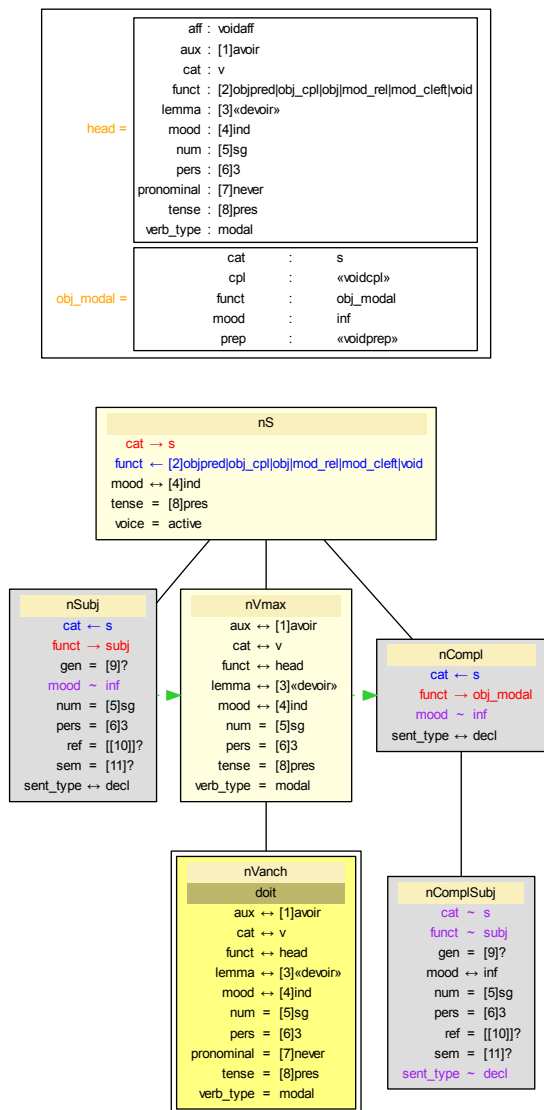 head =
aff : voidaff
aux : [1]avoir
cat : v
funct : [2]objpred|obj_cpl|obj|mod_rel|mod_cleft|void
lemma : [3]«devoir»
mood : [4]ind
num : [5]sg
pers : [6]3
pronominal : [7]never
tense : [8]pres
verb_type : modal
obj_modal =
cat : s
cpl : «voidcpl»
funct : obj_modal
mood : inf
prep : «voidprep»
nS
cat → s
funct ← [2]objpred|obj_cpl|obj|mod_rel|mod_cleft|void
mood ↔ [4]ind
tense = [8]pres
voice = active
nSubj
cat ← s
funct → subj
gen = [9]?
mood ~ inf
num = [5]sg
pers = [6]3
ref = [[10]]?
sem = [11]?
sent_type ↔ decl
nVmax
aux ↔ [1]avoir
cat ↔ v
funct ↔ head
lemma ↔ [3]«devoir»
mood ↔ [4]ind
num = [5]sg
pers = [6]3
tense = [8]pres
verb_type = modal
nCompl
cat ← s
funct → obj_modal
mood ~ inf
sent_type ↔ decl
nVanch
doit
aux ↔ [1]avoir
cat ↔ v
funct ↔ head
lemma ↔ [3]«devoir»
mood ↔ [4]ind
num = [5]sg
pers = [6]3
pronominal = [7]never
tense = [8]pres
verb_type = modal
nComplSubj
cat ~ s
funct ~ subj
gen = [9]?
mood ↔ inf
num = [5]sg
pers = [6]3
ref = [[10]]?
sem = [11]?
sent_type ~ decl